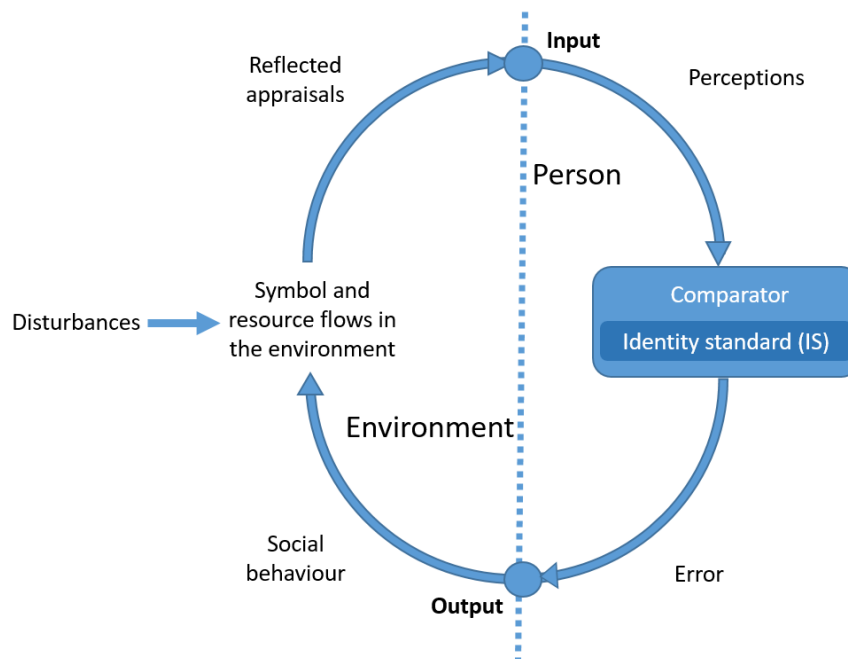 Input
Reflected
appraisals
Perceptions
Person
Comparator
Identity standard (IS)
Symbol and
resource flows in
the environment
Disturbances
Environment
Social
behaviour
Error
Output